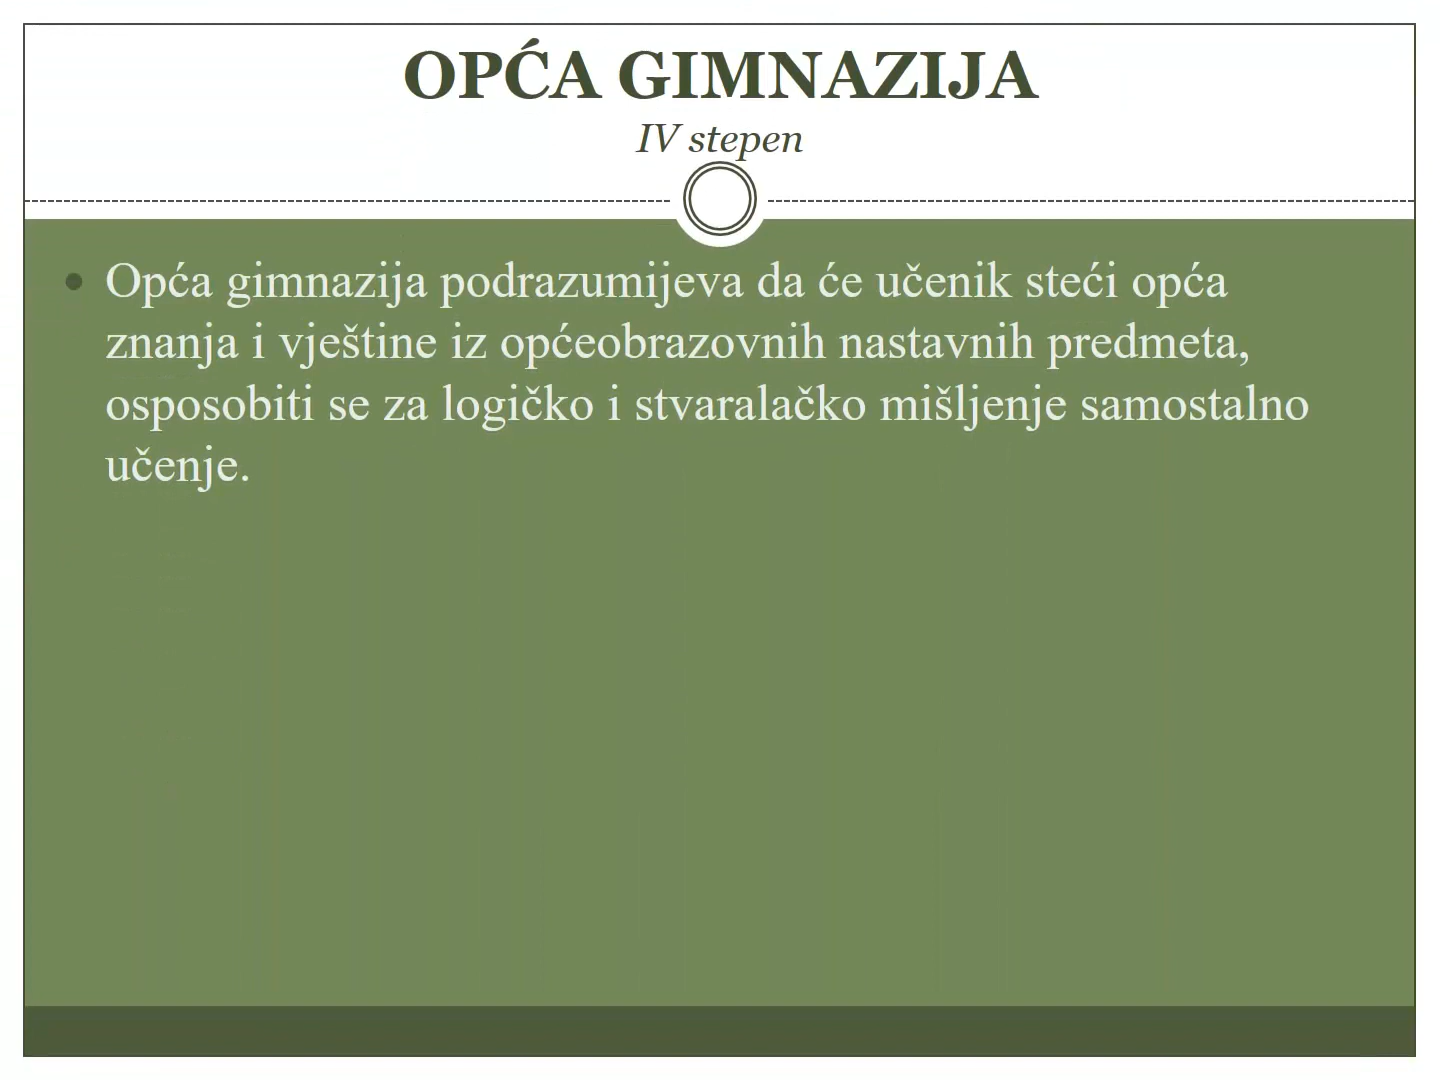 OPĆA GIMNAZIJA
IV stepen
• Opća gimnazija podrazumijeva da će učenik steći opća
znanja i vještine iz općeobrazovnih nastavnih predmeta,
osposobiti se za logičko i stvaralačko mišljenje samostalno
učenje.